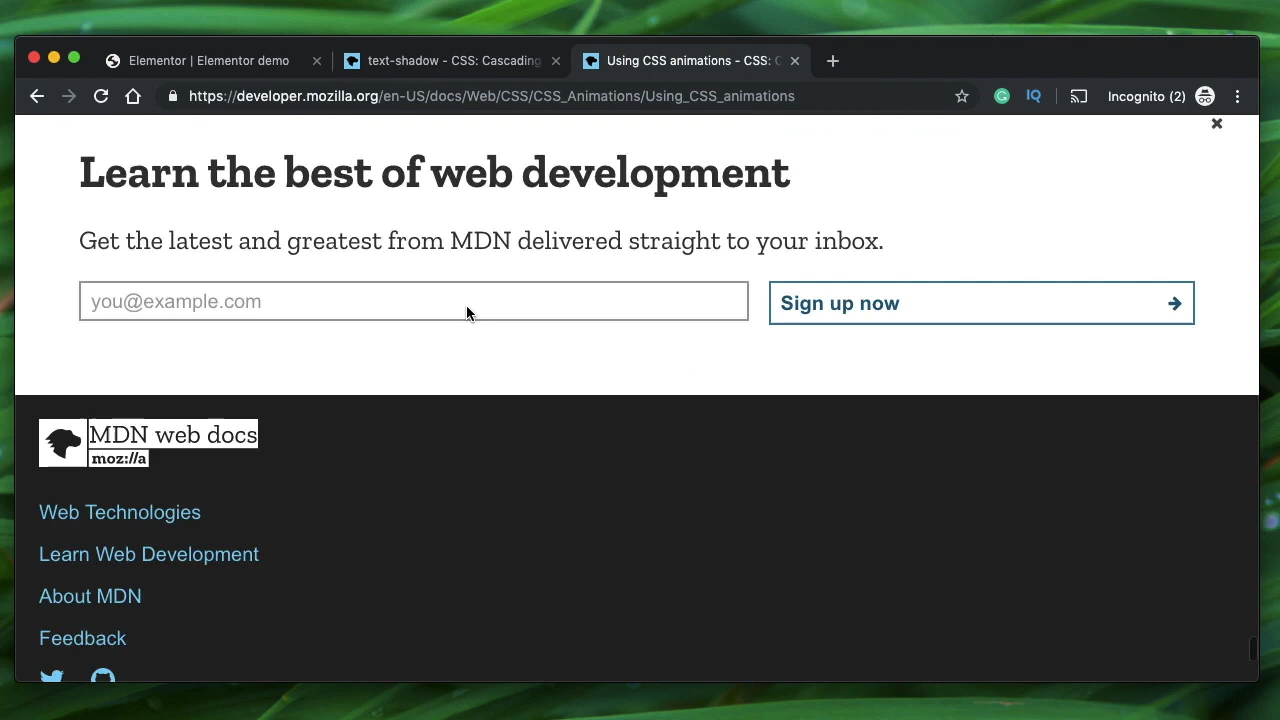 Elementor | Elementor demo
text-shadow - CSS: Cascading
Using CSS animations - CSS: C
https://developer.mozilla.org/en-US/docs/Web/CSS/CSS_Animations/Using_CSS_animations
IQ
Incognito (2)
Learn the best of web development
Get the latest and greatest from MDN delivered straight to your inbox.
you@example.com
Sign up now
MDN web docs
moz://a
Web Technologies
Learn Web Development
About MDN
Feedback